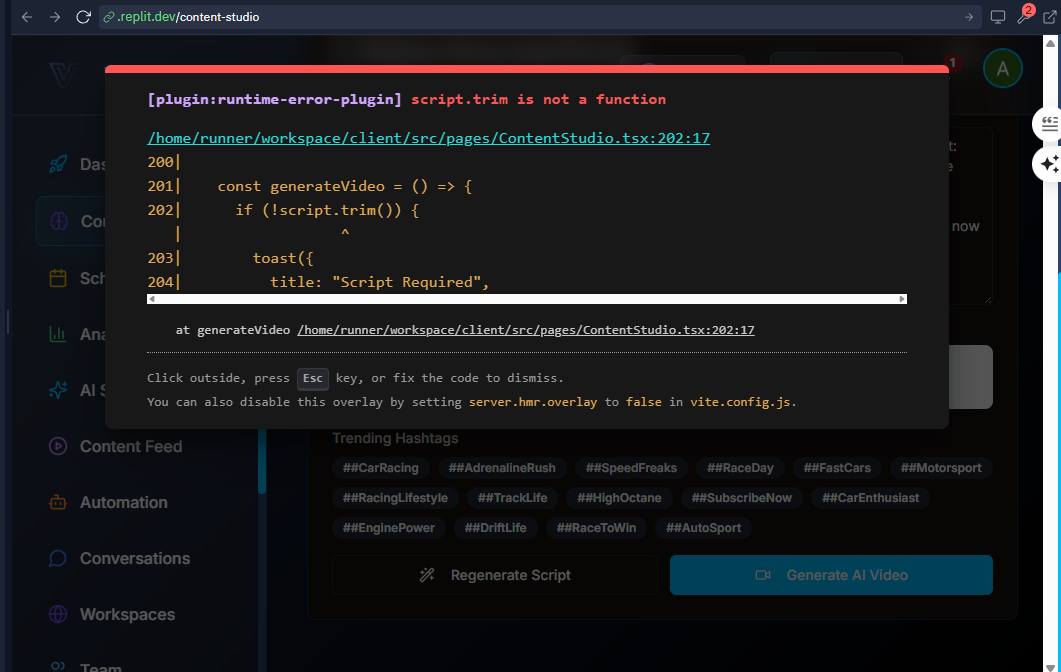 .replit.dev/content-studio
2
1
A
[plugin:runtime-error-plugin] script.trim is not a function
/home/runner/workspace/client/src/pages/ContentStudio.tsx:202:17
200|
201|    const generateVideo = () => {
202|      if (!script.trim()) {
|                  ^
203|        toast({
204|          title: "Script Required",
at generateVideo /home/runner/workspace/client/src/pages/ContentStudio.tsx:202:17
Click outside, press Esc key, or fix the code to dismiss.
You can also disable this overlay by setting server.hmr.overlay to false in vite.config.js.
now
Das
Con
Sch
Ana
AI S
Content Feed
Automation
Conversations
Workspaces
Team
Trending Hashtags
##CarRacing ##AdrenalineRush ##SpeedFreaks ##RaceDay ##FastCars ##Motorsport
##RacingLifestyle ##TrackLife ##HighOctane ##SubscribeNow ##CarEnthusiast
##EnginePower ##DriftLife ##RaceToWin ##AutoSport
Regenerate Script
Generate AI Video